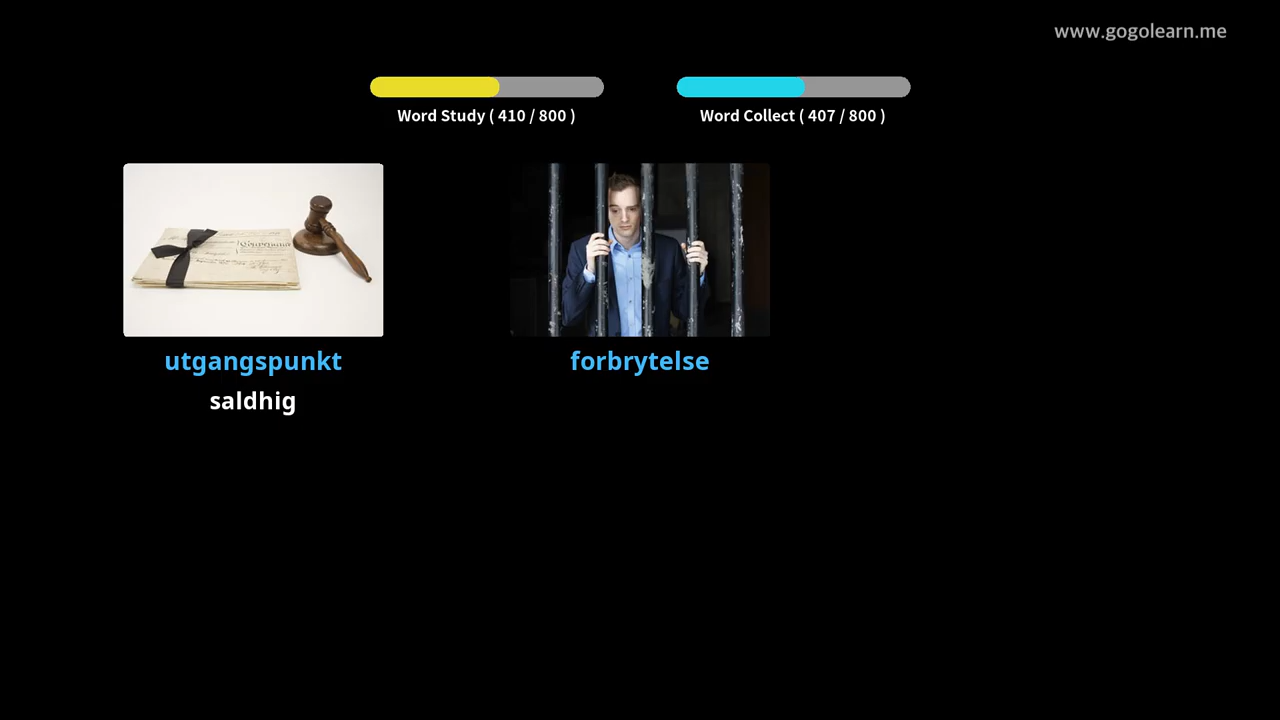 www.gogolearn.me
Word Study ( 410 / 800 )
Word Collect ( 407 / 800 )
utgangspunkt
saldhig
forbrytelse